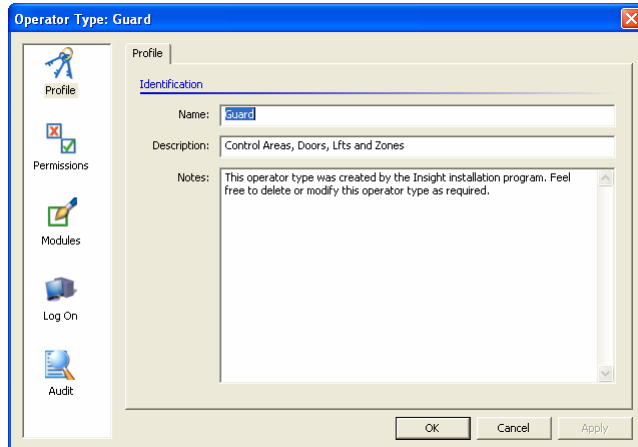 Operator Type: Guard
Profile
Permissions
Modules
Log On
Audit
Profile
Identification
Name: Guard
Description: Control Areas, Doors, Lfts and Zones
Notes: This operator type was created by the Insight installation program. Feel
free to delete or modify this operator type as required.
OK Cancel Apply